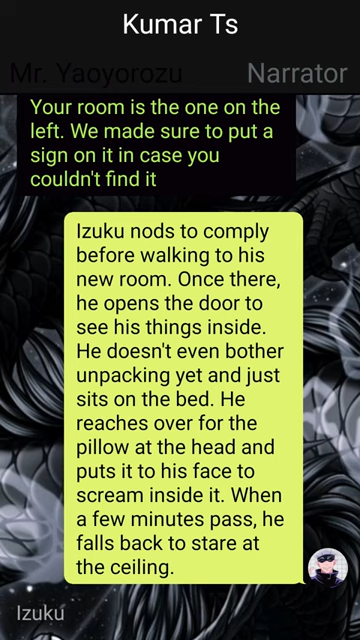 Kumar Ts
Mr. Yaoyorozu
Narrator
Your room is the one on the
left. We made sure to put a
sign on it in case you
couldn't find it
Izuku nods to comply
before walking to his
new room. Once there,
he opens the door to
see his things inside.
He doesn't even bother
unpacking yet and just
sits on the bed. He
reaches over for the
pillow at the head and
puts it to his face to
scream inside it. When
a few minutes pass, he
falls back to stare at
the ceiling.
Izuku